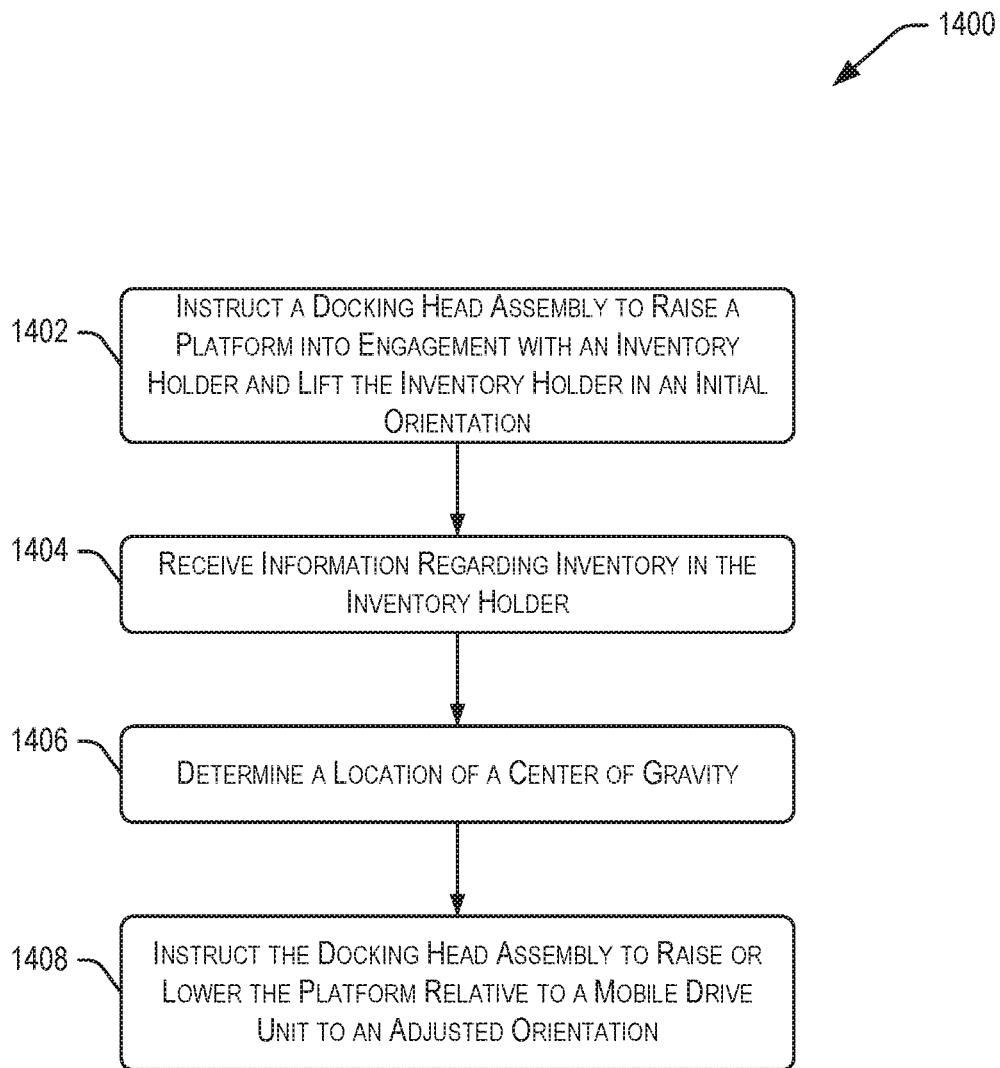 1400
1402
INSTRUCT A DOCKING HEAD ASSEMBLY TO RAISE A
PLATFORM INTO ENGAGEMENT WITH AN INVENTORY
HOLDER AND LIFT THE INVENTORY HOLDER IN AN INITIAL
ORIENTATION
1404
RECEIVE INFORMATION REGARDING INVENTORY IN THE
INVENTORY HOLDER
1406
DETERMINE A LOCATION OF A CENTER OF GRAVITY
1408
INSTRUCT THE DOCKING HEAD ASSEMBLY TO RAISE OR
LOWER THE PLATFORM RELATIVE TO A MOBILE DRIVE
UNIT TO AN ADJUSTED ORIENTATION